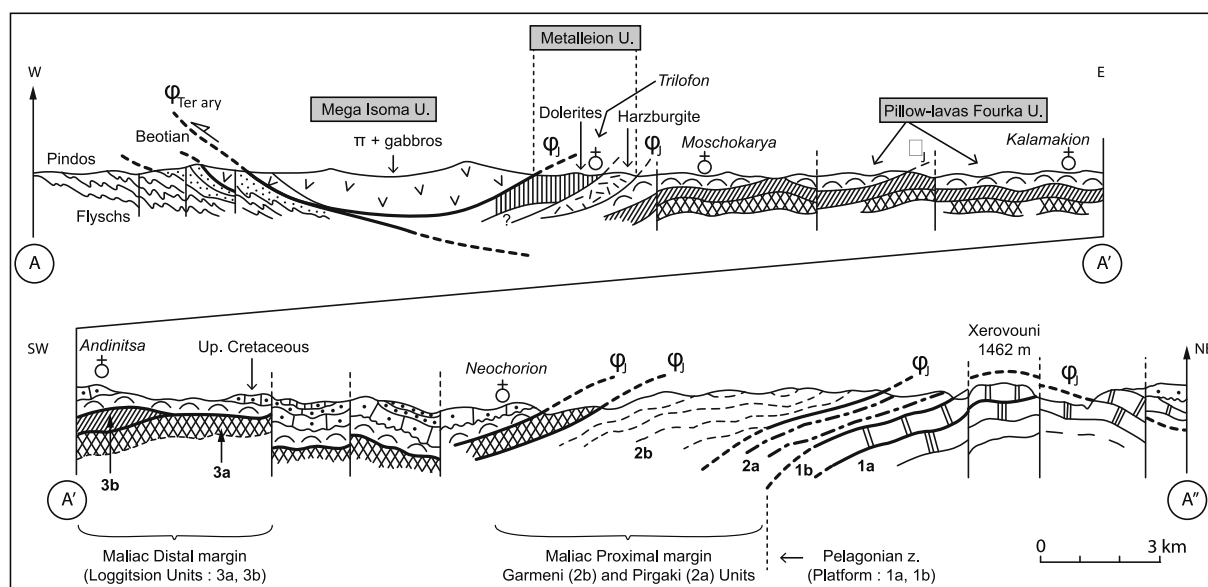 Metalleion U.
W
E
φTer ary
Mega Isoma U.
Trilofon
Dolerites
Harzburgite
Pillow-lavas Fourka U.
Beotian
π + gabbros
φJ
φJ
Moschokarya
J
Kalamakion
Pindos
Flyschs
?
A
A'
SW
NE
Andinitsa
Up. Cretaceous
Neochorion
φJ
φJ
φJ
Xerovouni
1462 m
φJ
3b
3a
2b
2a
1b
1a
A'
A"
Maliac Distal margin
(Loggitsion Units : 3a, 3b)
Maliac Proximal margin
Garmeni (2b) and Pirgaki (2a) Units
← Pelagonian z.
(Platform : 1a, 1b)
0 3 km